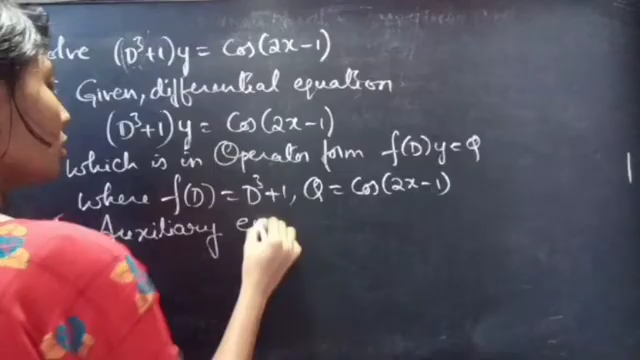 olve (D³+1)y = Cos(2x-1)
Given, differential equation
(D³+1)y = Cos(2x-1)
which is in Operator form f(D)y=Q
where f(D) = D³+1, Q = Cos(2x-1)
Auxiliary